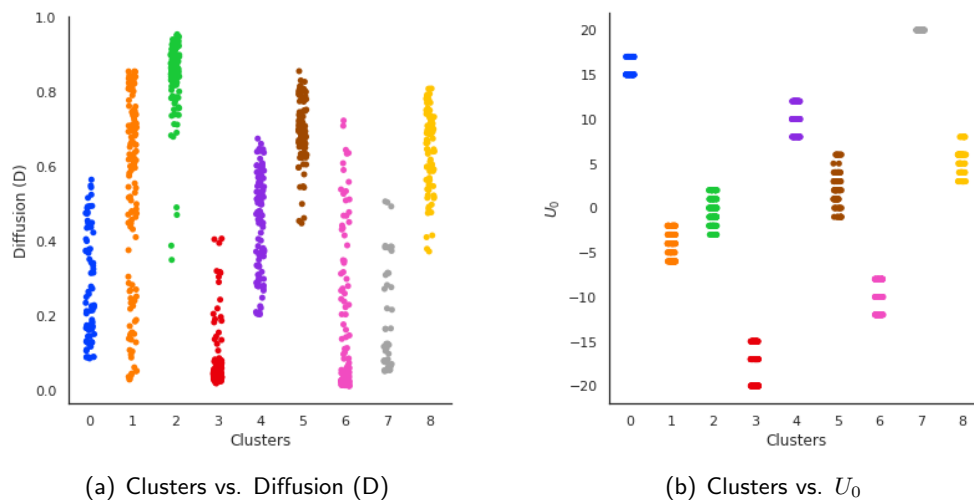 1.0
0.8
0.6
0.4
0.2
0.0
Diffusion (D)
0 1 2 3 4 5 6 7 8
Clusters
20
15
10
5
0
−5
−10
−15
−20
U₀
0 1 2 3 4 5 6 7 8
Clusters
(a) Clusters vs. Diffusion (D)
(b) Clusters vs. U₀